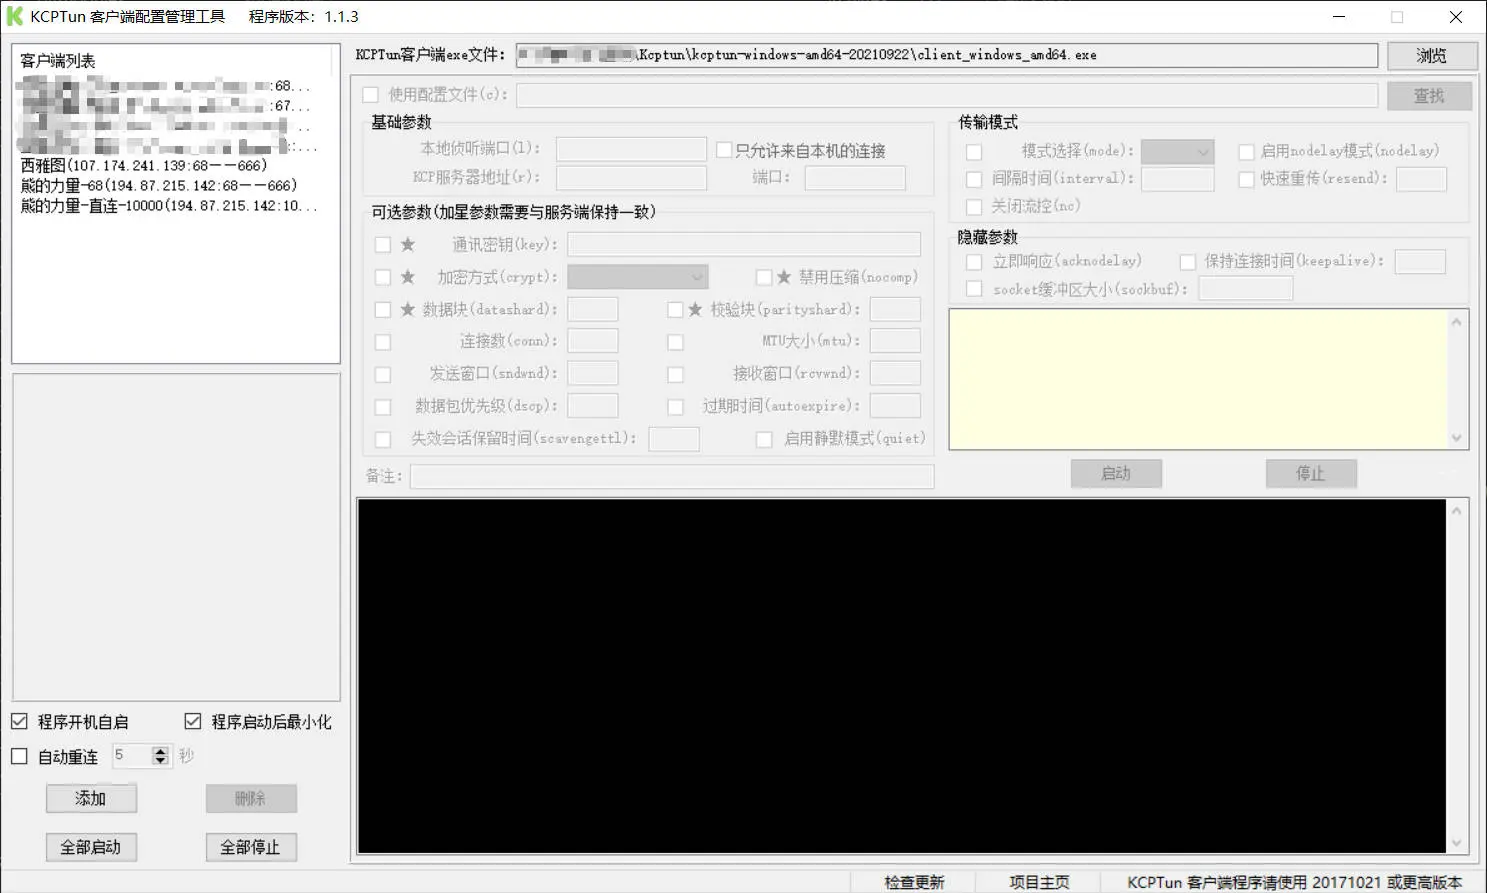 KCPTun 客户端配置管理工具 程序版本：1.1.3
客户端列表
:68...
:67...
..
:...
西雅图(107.174.241.139:68——666)
熊的力量-68(194.87.215.142:68——666)
熊的力量-直连-10000(194.87.215.142:10...
程序开机自启 程序启动后最小化
自动重连 5 秒
添加 删除
全部启动 全部停止
KCPTun客户端exe文件： \Kcptun\kcptun-windows-amd64-20210922\client_windows_amd64.exe 浏览
使用配置文件(c)： 查找
基础参数
本地侦听端口(l)： 只允许来自本机的连接
KCP服务器地址(r)： 端口：
可选参数(加星参数需要与服务端保持一致)
★ 通讯密钥(key)：
★ 加密方式(crypt)： ★ 禁用压缩(nocomp)
★ 数据块(datashard)： ★ 校验块(parityshard)：
连接数(conn)： MTU大小(mtu)：
发送窗口(sndwnd)： 接收窗口(rcvwnd)：
数据包优先级(dscp)： 过期时间(autoexpire)：
失效会话保留时间(scavengettl)： 启用静默模式(quiet)
备注：
传输模式
模式选择(mode)： 启用nodelay模式(nodelay)
间隔时间(interval)： 快速重传(resend)：
关闭流控(nc)
隐藏参数
立即响应(acknodelay) 保持连接时间(keepalive)：
socket缓冲区大小(sockbuf)：
启动 停止
检查更新 项目主页 KCPTun 客户端程序请使用 20171021 或更高版本